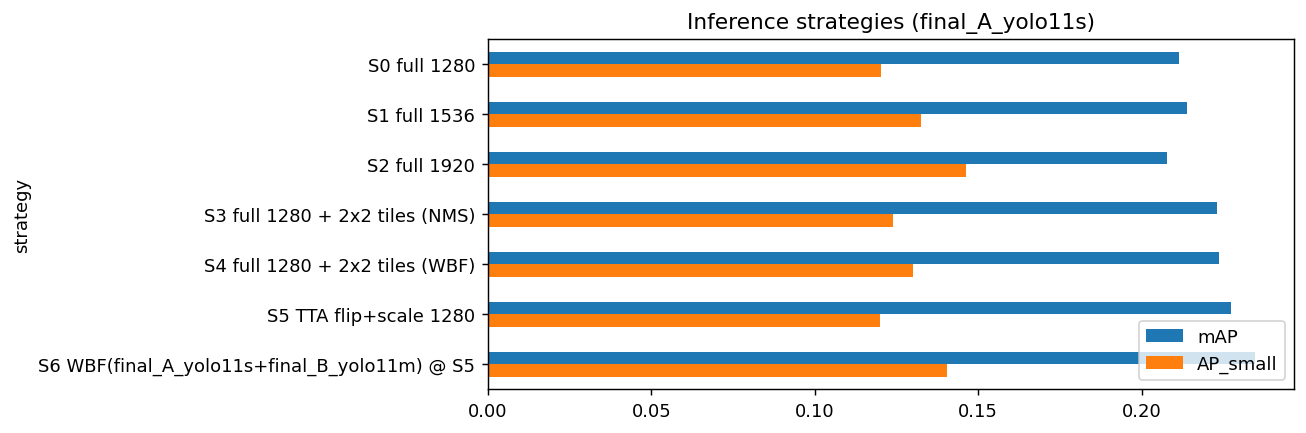 Inference strategies (final_A_yolo11s)
strategy
S0 full 1280
S1 full 1536
S2 full 1920
S3 full 1280 + 2x2 tiles (NMS)
S4 full 1280 + 2x2 tiles (WBF)
S5 TTA flip+scale 1280
S6 WBF(final_A_yolo11s+final_B_yolo11m) @ S5
mAP
AP_small
0.00 0.05 0.10 0.15 0.20